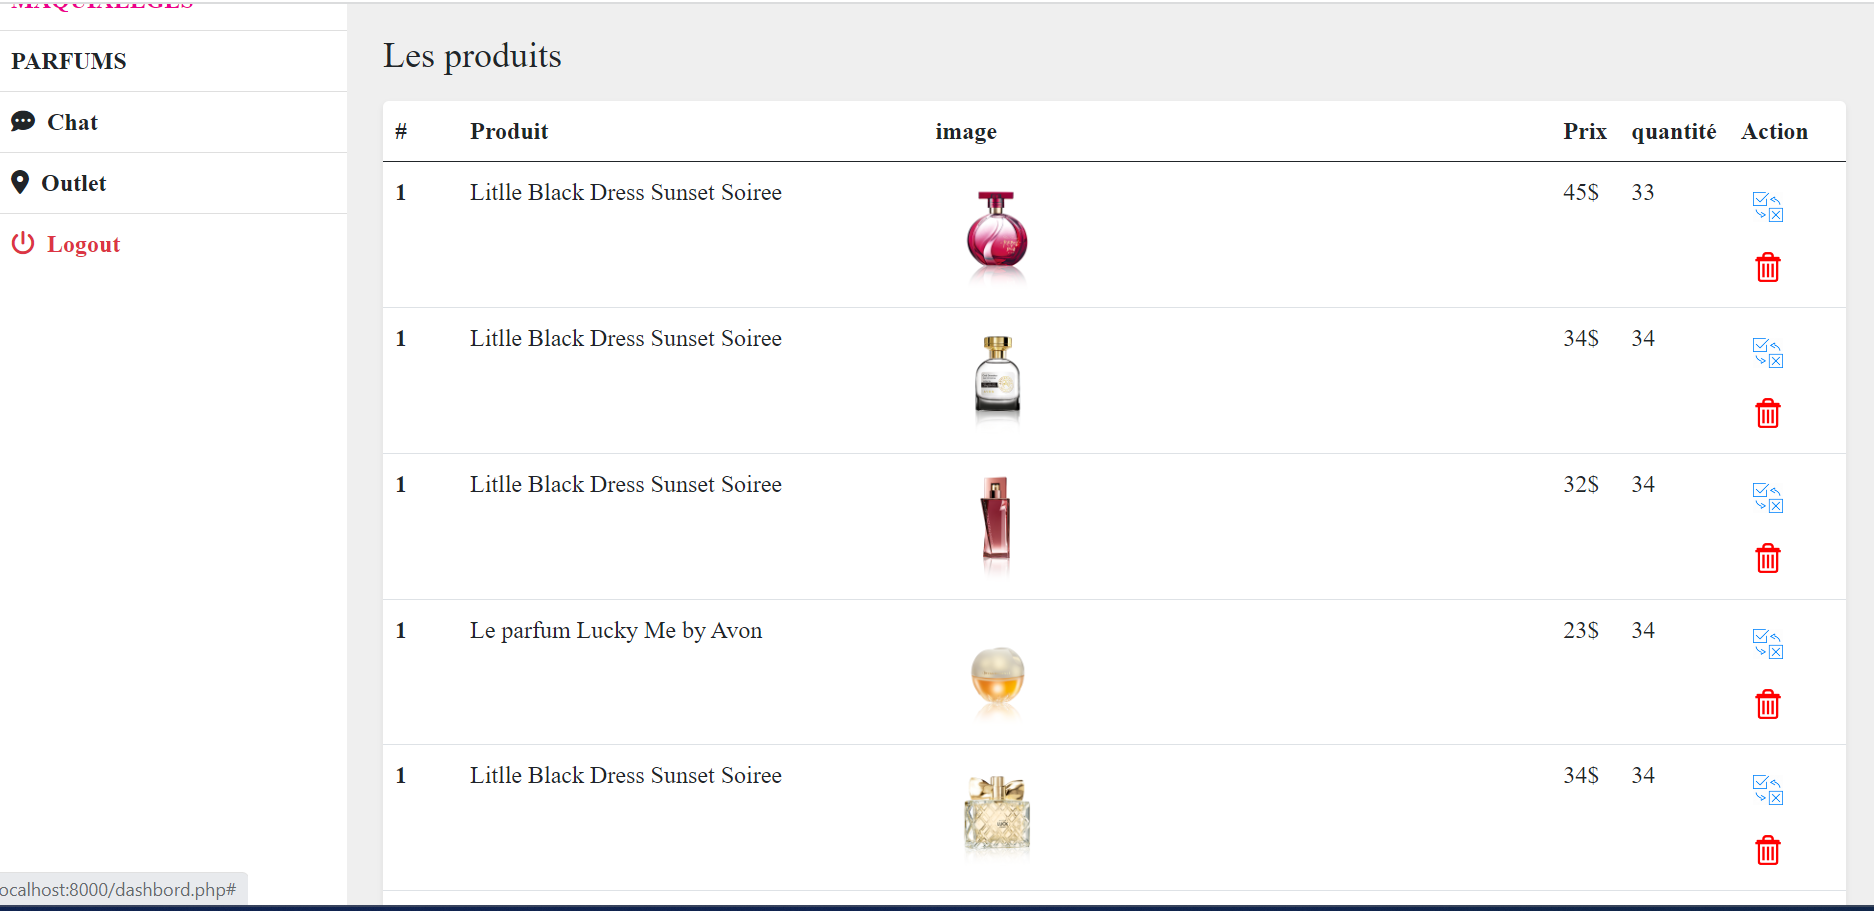 MAQUIALLEGES
PARFUMS
Chat
Outlet
Logout
Les produits
# Produit image Prix quantité Action
1 Litlle Black Dress Sunset Soiree 45$ 33
1 Litlle Black Dress Sunset Soiree 34$ 34
1 Litlle Black Dress Sunset Soiree 32$ 34
1 Le parfum Lucky Me by Avon 23$ 34
1 Litlle Black Dress Sunset Soiree 34$ 34
ocalhost:8000/dashbord.php#